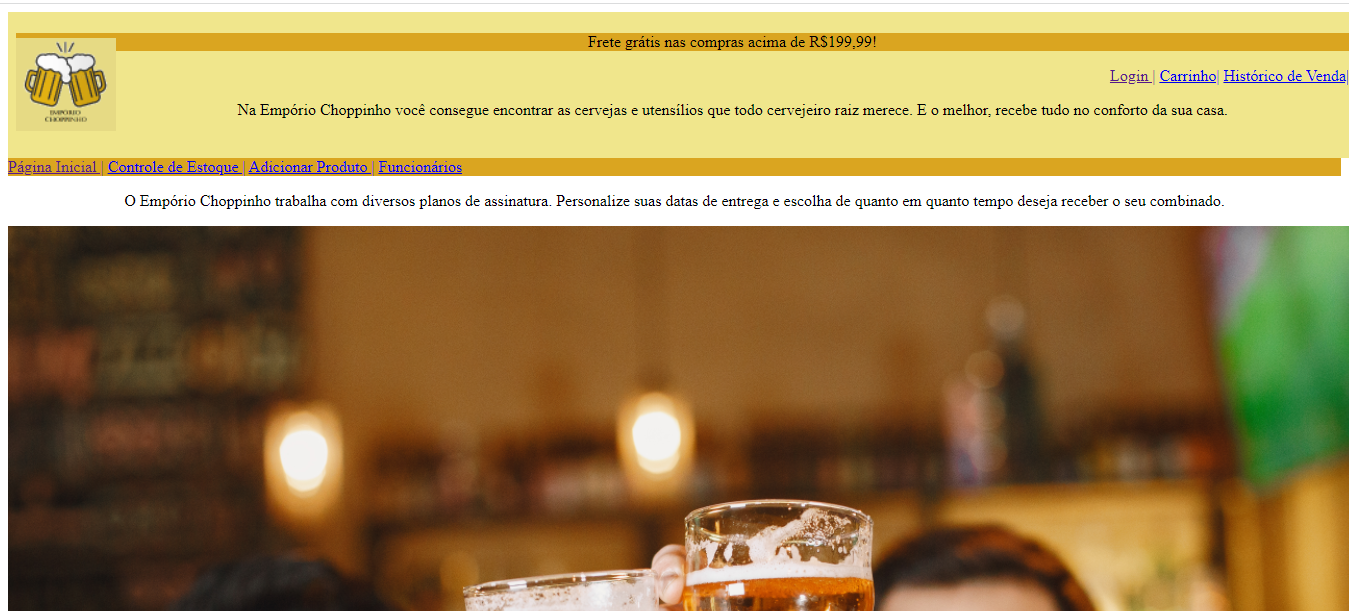 Frete grátis nas compras acima de R$199,99!
EMPÓRIO
CHOPPINHO
Login | Carrinho| Histórico de Venda|
Na Empório Choppinho você consegue encontrar as cervejas e utensílios que todo cervejeiro raiz merece. E o melhor, recebe tudo no conforto da sua casa.
Página Inicial | Controle de Estoque | Adicionar Produto | Funcionários
O Empório Choppinho trabalha com diversos planos de assinatura. Personalize suas datas de entrega e escolha de quanto em quanto tempo deseja receber o seu combinado.